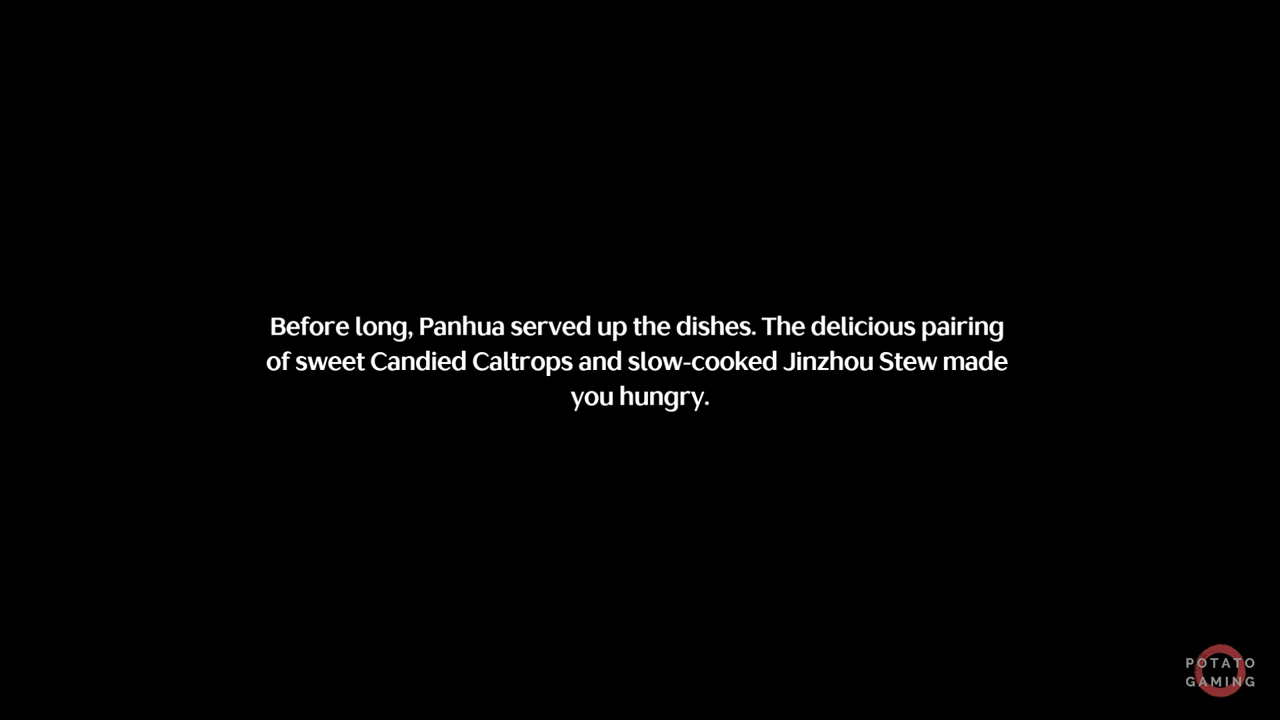 Before long, Panhua served up the dishes. The delicious pairing
of sweet Candied Caltrops and slow-cooked Jinzhou Stew made
you hungry.
POTATO
GAMING